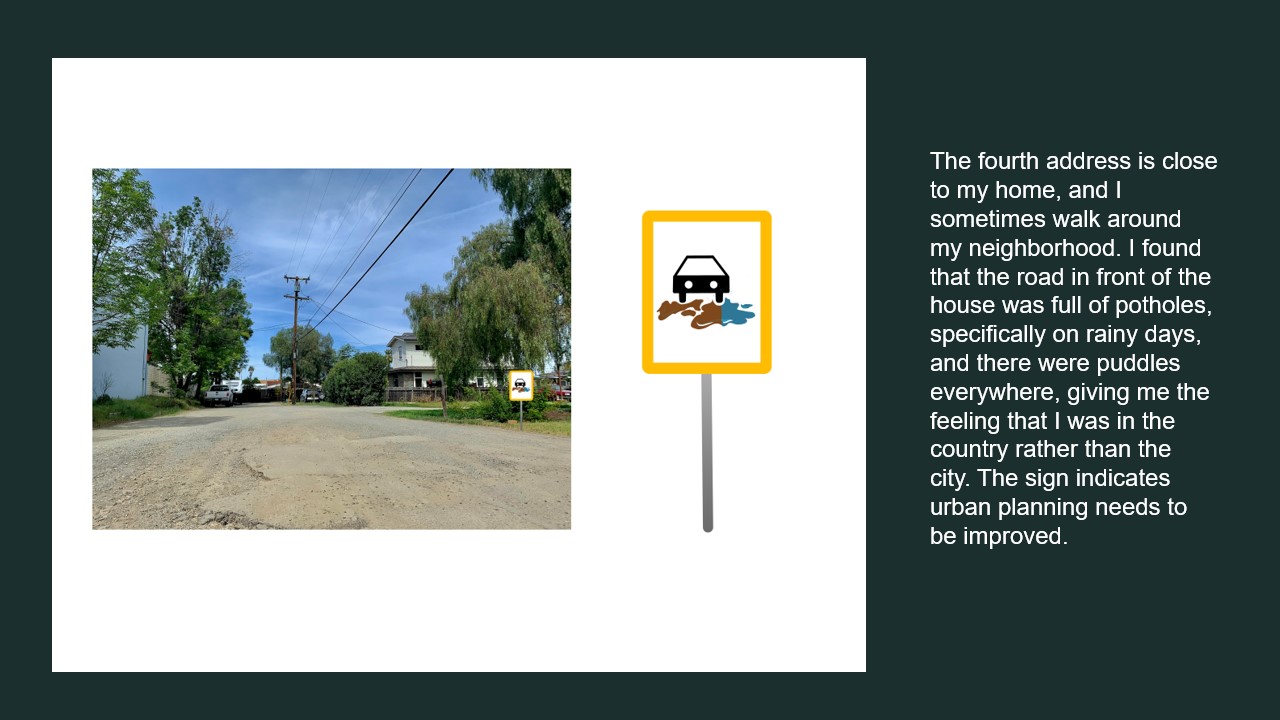 The fourth address is close
to my home, and I
sometimes walk around
my neighborhood. I found
that the road in front of the
house was full of potholes,
specifically on rainy days,
and there were puddles
everywhere, giving me the
feeling that I was in the
country rather than the
city. The sign indicates
urban planning needs to
be improved.